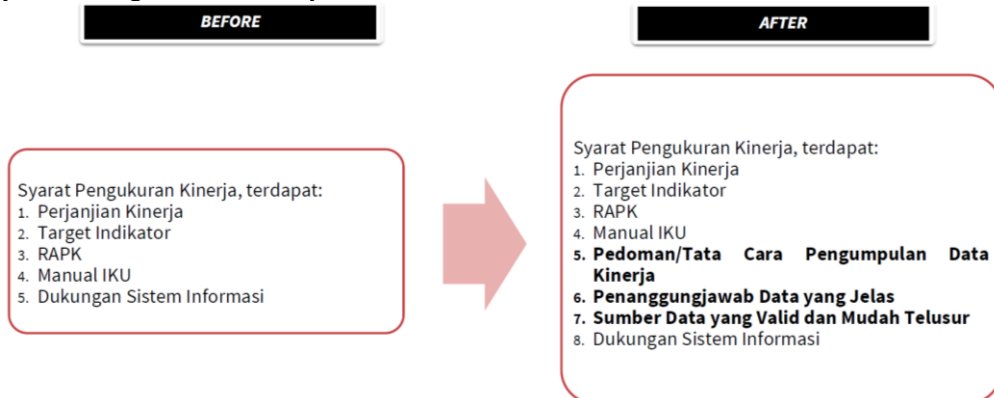 BEFORE
Syarat Pengukuran Kinerja, terdapat:
1. Perjanjian Kinerja
2. Target Indikator
3. RAPK
4. Manual IKU
5. Dukungan Sistem Informasi
AFTER
Syarat Pengukuran Kinerja, terdapat:
1. Perjanjian Kinerja
2. Target Indikator
3. RAPK
4. Manual IKU
5. Pedoman/Tata Cara Pengumpulan Data
Kinerja
6. Penanggungjawab Data yang Jelas
7. Sumber Data yang Valid dan Mudah Telusur
8. Dukungan Sistem Informasi